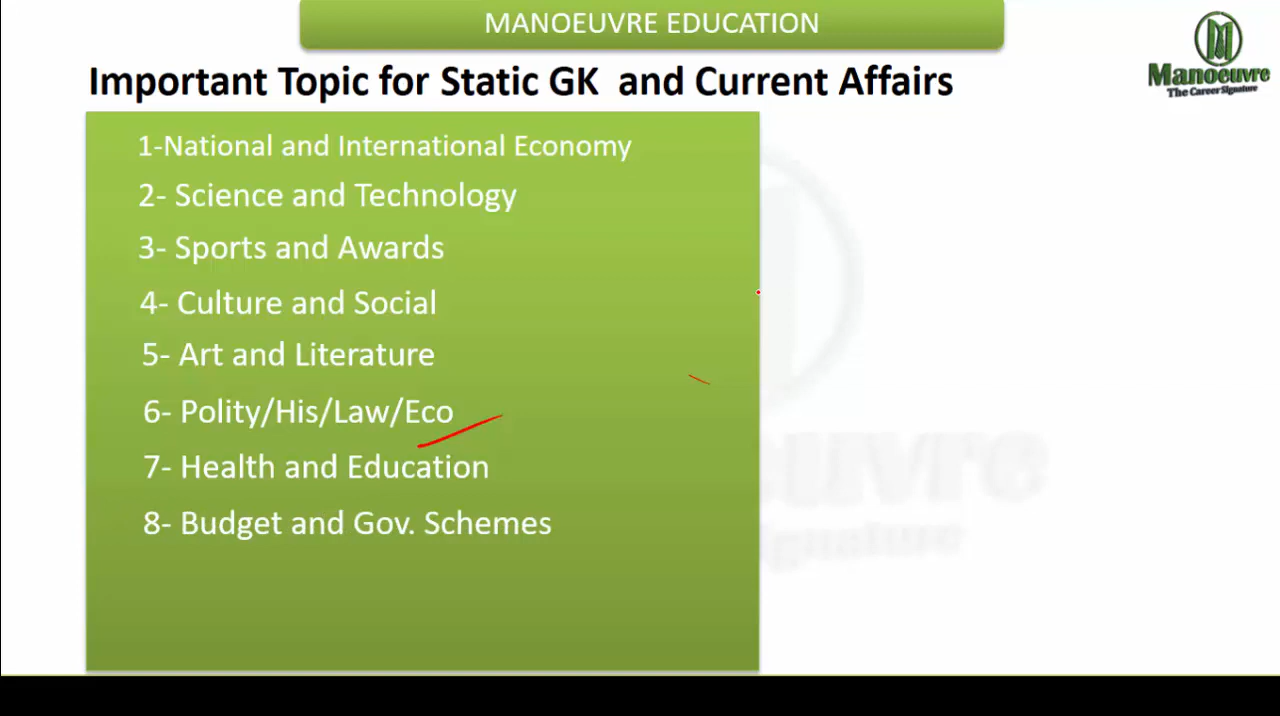 MANOEUVRE EDUCATION
Manoeuvre
The Career Signature
Important Topic for Static GK and Current Affairs
1-National and International Economy
2- Science and Technology
3- Sports and Awards
4- Culture and Social
5- Art and Literature
6- Polity/His/Law/Eco
7- Health and Education
8- Budget and Gov. Schemes
euvre
Signature